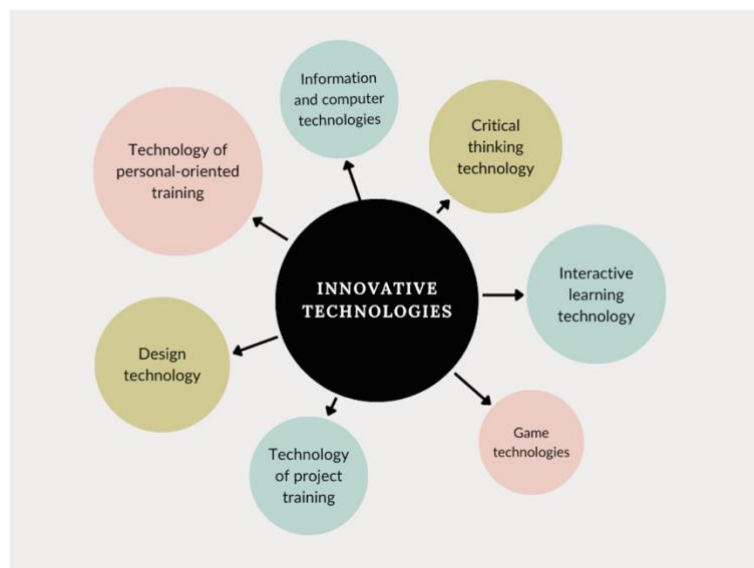 Information
and computer
technologies
Critical
thinking
technology
Technology of
personal-oriented
training
INNOVATIVE
TECHNOLOGIES
Interactive
learning
technology
Design
technology
Game
technologies
Technology
of project
training